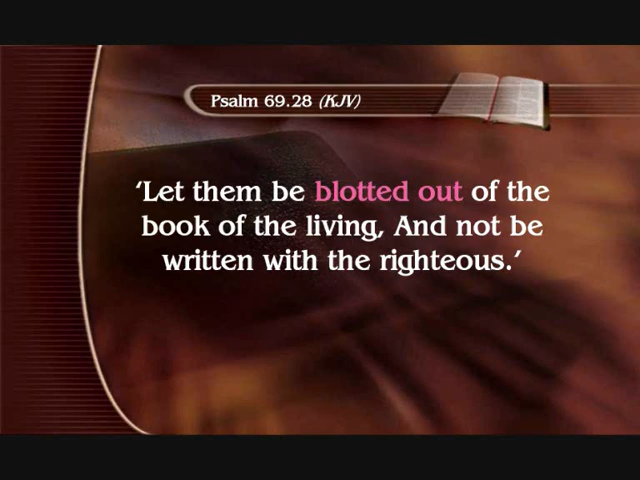 Psalm 69.28 (KJV)
‘Let them be blotted out of the
book of the living, And not be
written with the righteous.’